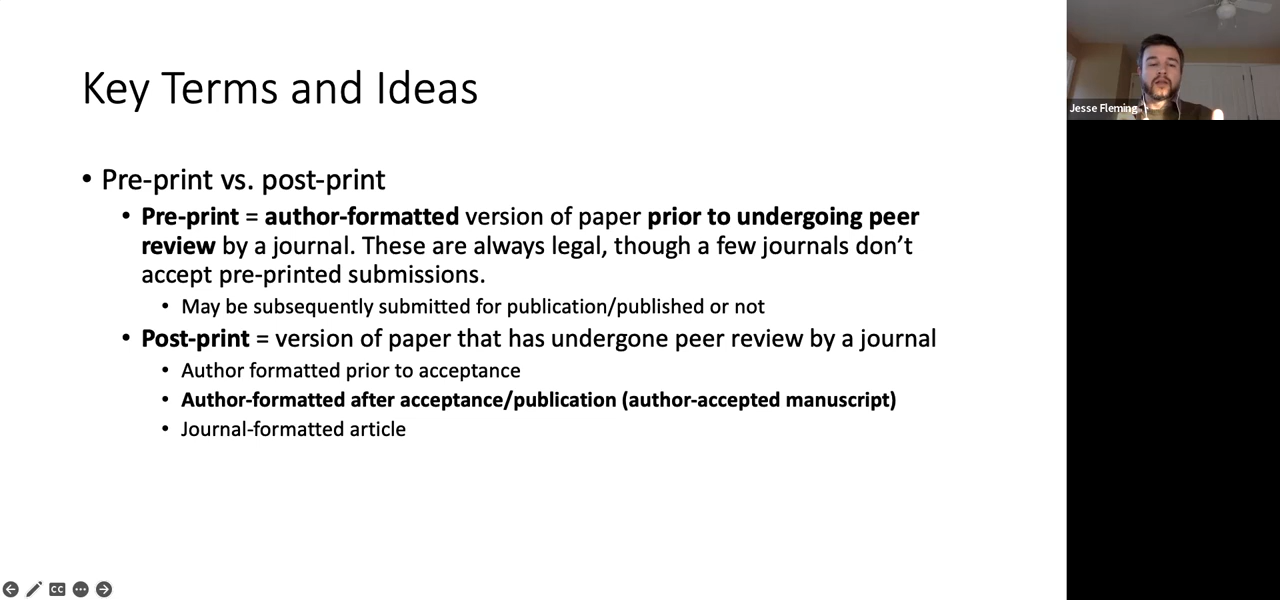 Key Terms and Ideas
• Pre-print vs. post-print
• Pre-print = author-formatted version of paper prior to undergoing peer
review by a journal. These are always legal, though a few journals don’t
accept pre-printed submissions.
• May be subsequently submitted for publication/published or not
• Post-print = version of paper that has undergone peer review by a journal
• Author formatted prior to acceptance
• Author-formatted after acceptance/publication (author-accepted manuscript)
• Journal-formatted article
Jesse Fleming
CC